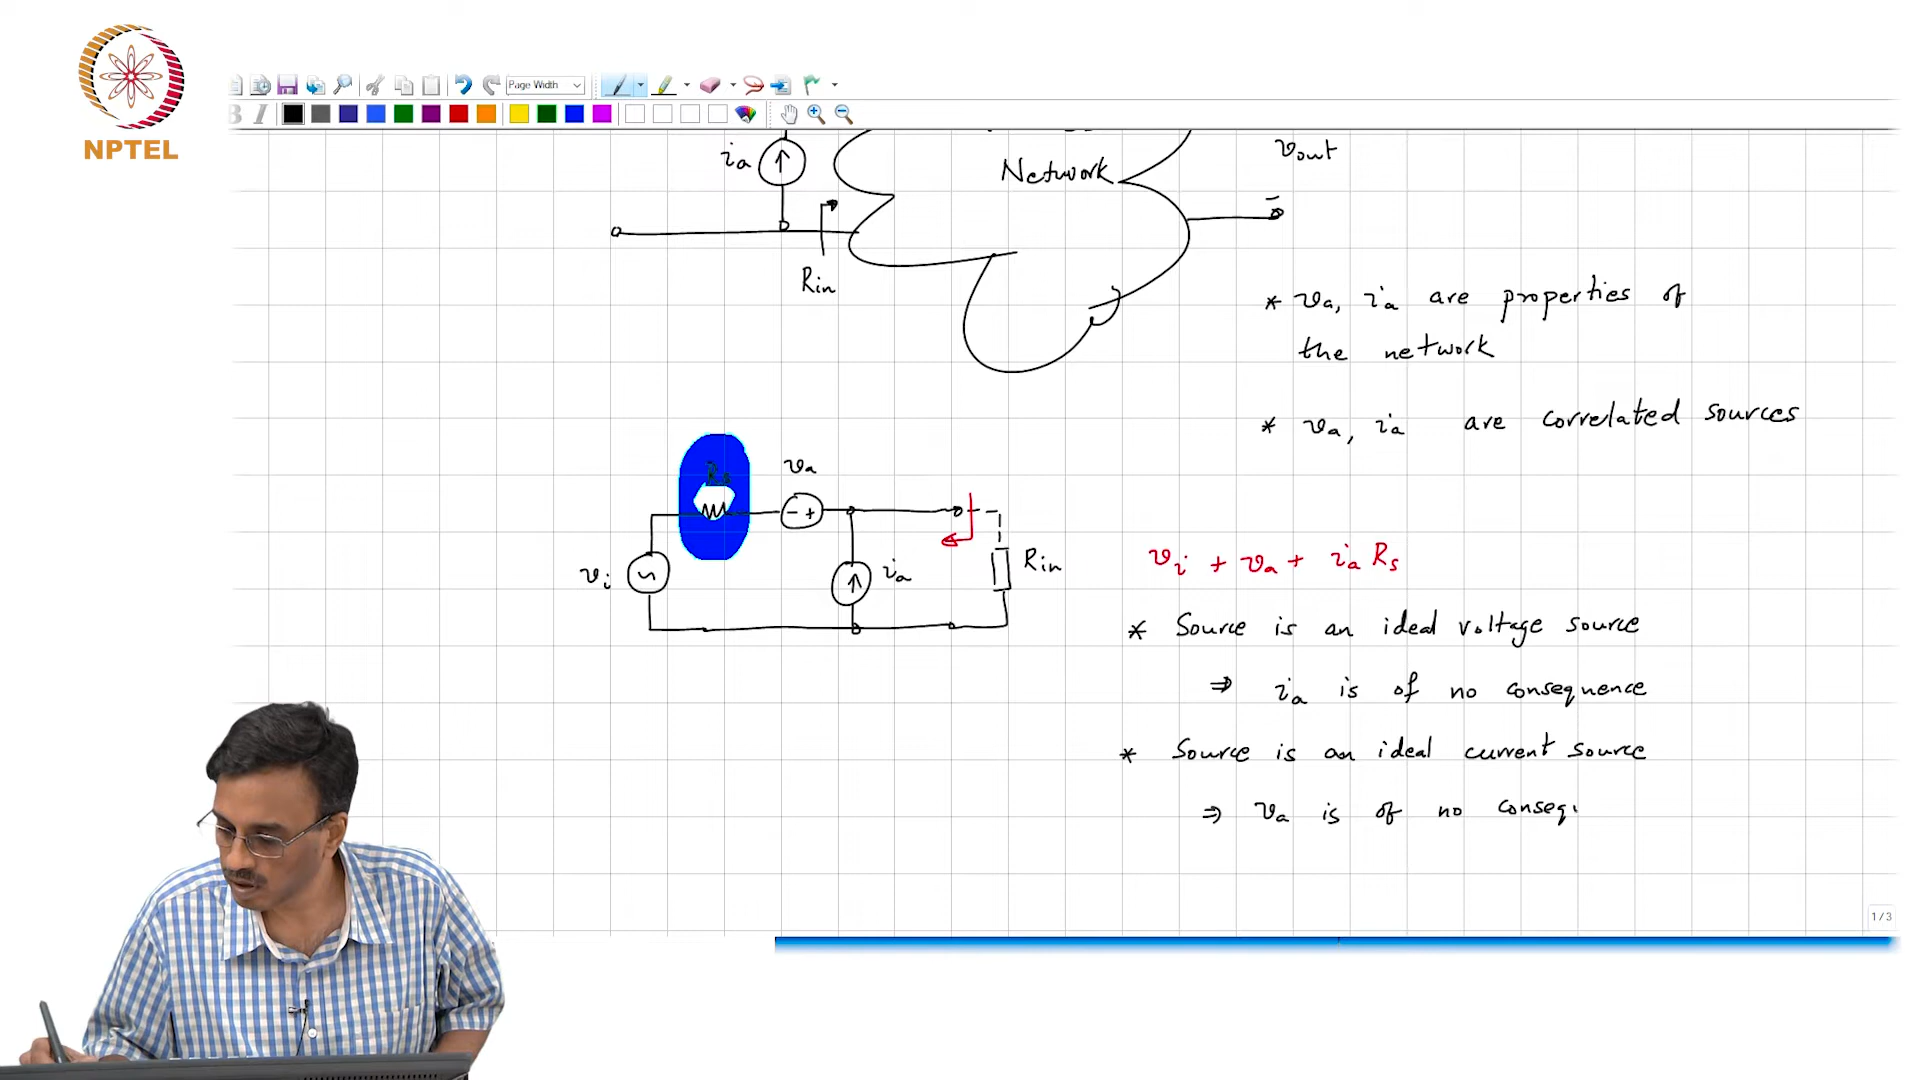 NPTEL
Page Width
B I
ia
Network
vout
-
Rin
* va, ia are properties of
the network
* va, ia are correlated sources
Rs
va
- +
vi
ia
Rin
vi + va + ia Rs
* Source is an ideal voltage source
⇒ ia is of no consequence
* Source is an ideal current source
⇒ va is of no consequ
1 / 3